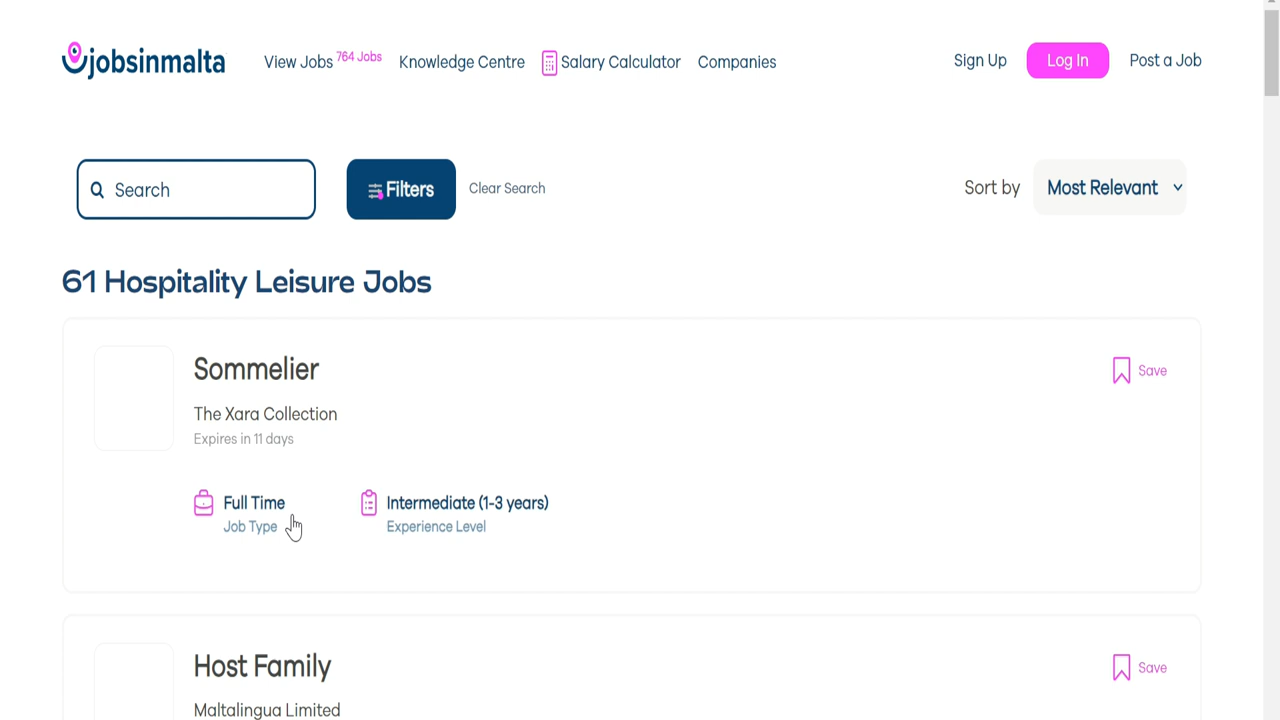 jobsinmalta
View Jobs 764 Jobs Knowledge Centre Salary Calculator Companies
Sign Up Log In Post a Job
Search Filters Clear Search
Sort by Most Relevant
61 Hospitality Leisure Jobs
Sommelier
Save
The Xara Collection
Expires in 11 days
Full Time
Job Type
Intermediate (1-3 years)
Experience Level
Host Family
Save
Maltalingua Limited